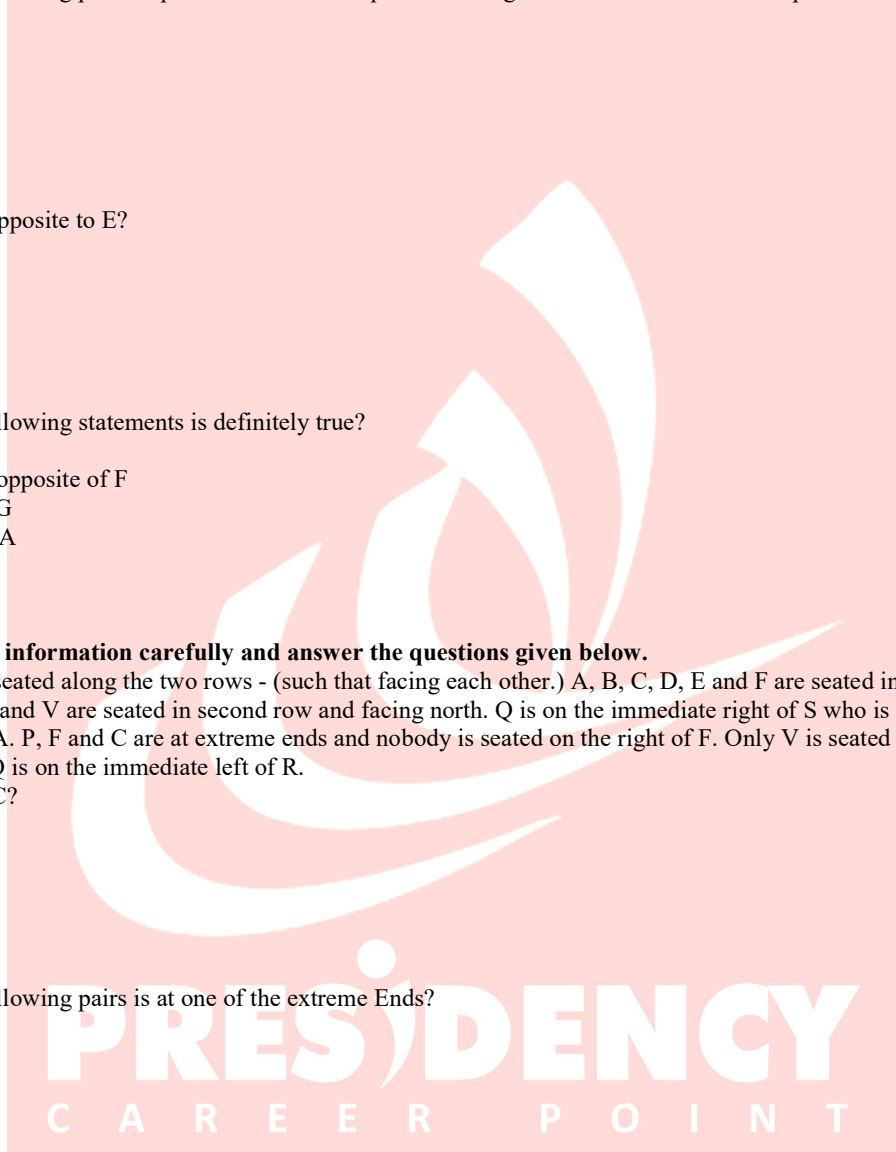 pposite to E?
llowing statements is definitely true?
opposite of F
G
A
information carefully and answer the questions given below.
seated along the two rows - (such that facing each other.) A, B, C, D, E and F are seated in
and V are seated in second row and facing north. Q is on the immediate right of S who is
A. P, F and C are at extreme ends and nobody is seated on the right of F. Only V is seated
Q is on the immediate left of R.
C?
llowing pairs is at one of the extreme Ends?
PRESIDENCY
CAREER POINT